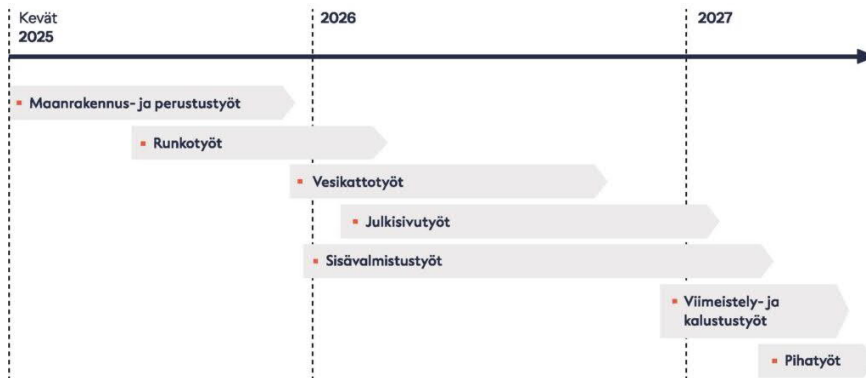 Kevät
2025
2026
2027
Maanrakennus- ja perustustyöt
Runkotyöt
Vesikattotyöt
Julkisivutyöt
Sisävalmistustyöt
Viimeistely- ja
kalustustyöt
Pihatyöt